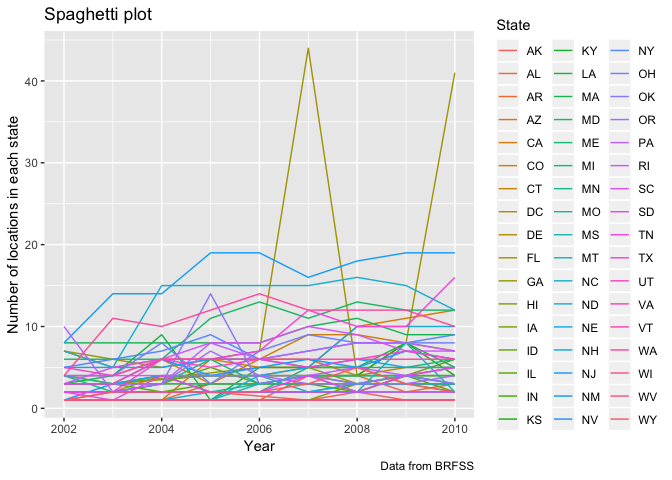 Spaghetti plot
Number of locations in each state
40
30
20
10
0
2002 2004 2006 2008 2010
Year
Data from BRFSS
State
AK KY NY
AL LA OH
AR MA OK
AZ MD OR
CA ME PA
CO MI RI
CT MN SC
DC MO SD
DE MS TN
FL MT TX
GA NC UT
HI ND VA
IA NE VT
ID NH WA
IL NJ WI
IN NM WV
KS NV WY